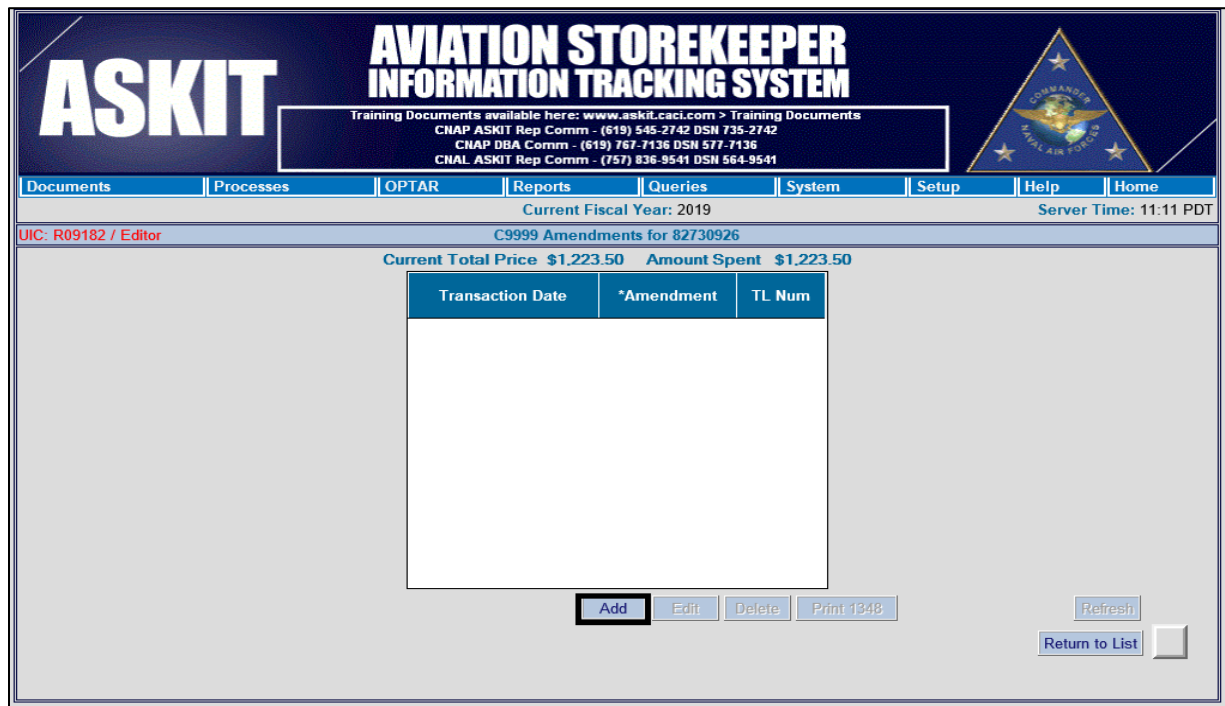 ASKIT
AVIATION STOREKEEPER
INFORMATION TRACKING SYSTEM
Training Documents available here: www.askit.caci.com > Training Documents
CNAP ASKIT Rep Comm - (619) 545-2742 DSN 735-2742
CNAP DBA Comm - (619) 767-7136 DSN 577-7136
CNAL ASKIT Rep Comm - (757) 836-9541 DSN 564-9541
COMMANDER
NAVAL AIR FORCES
Documents Processes OPTAR Reports Queries System Setup Help Home
Current Fiscal Year: 2019 Server Time: 11:11 PDT
UIC: R09182 / Editor C9999 Amendments for 82730926
Current Total Price $1,223.50 Amount Spent $1,223.50
Transaction Date *Amendment TL Num
Add Edit Delete Print 1348 Refresh
Return to List